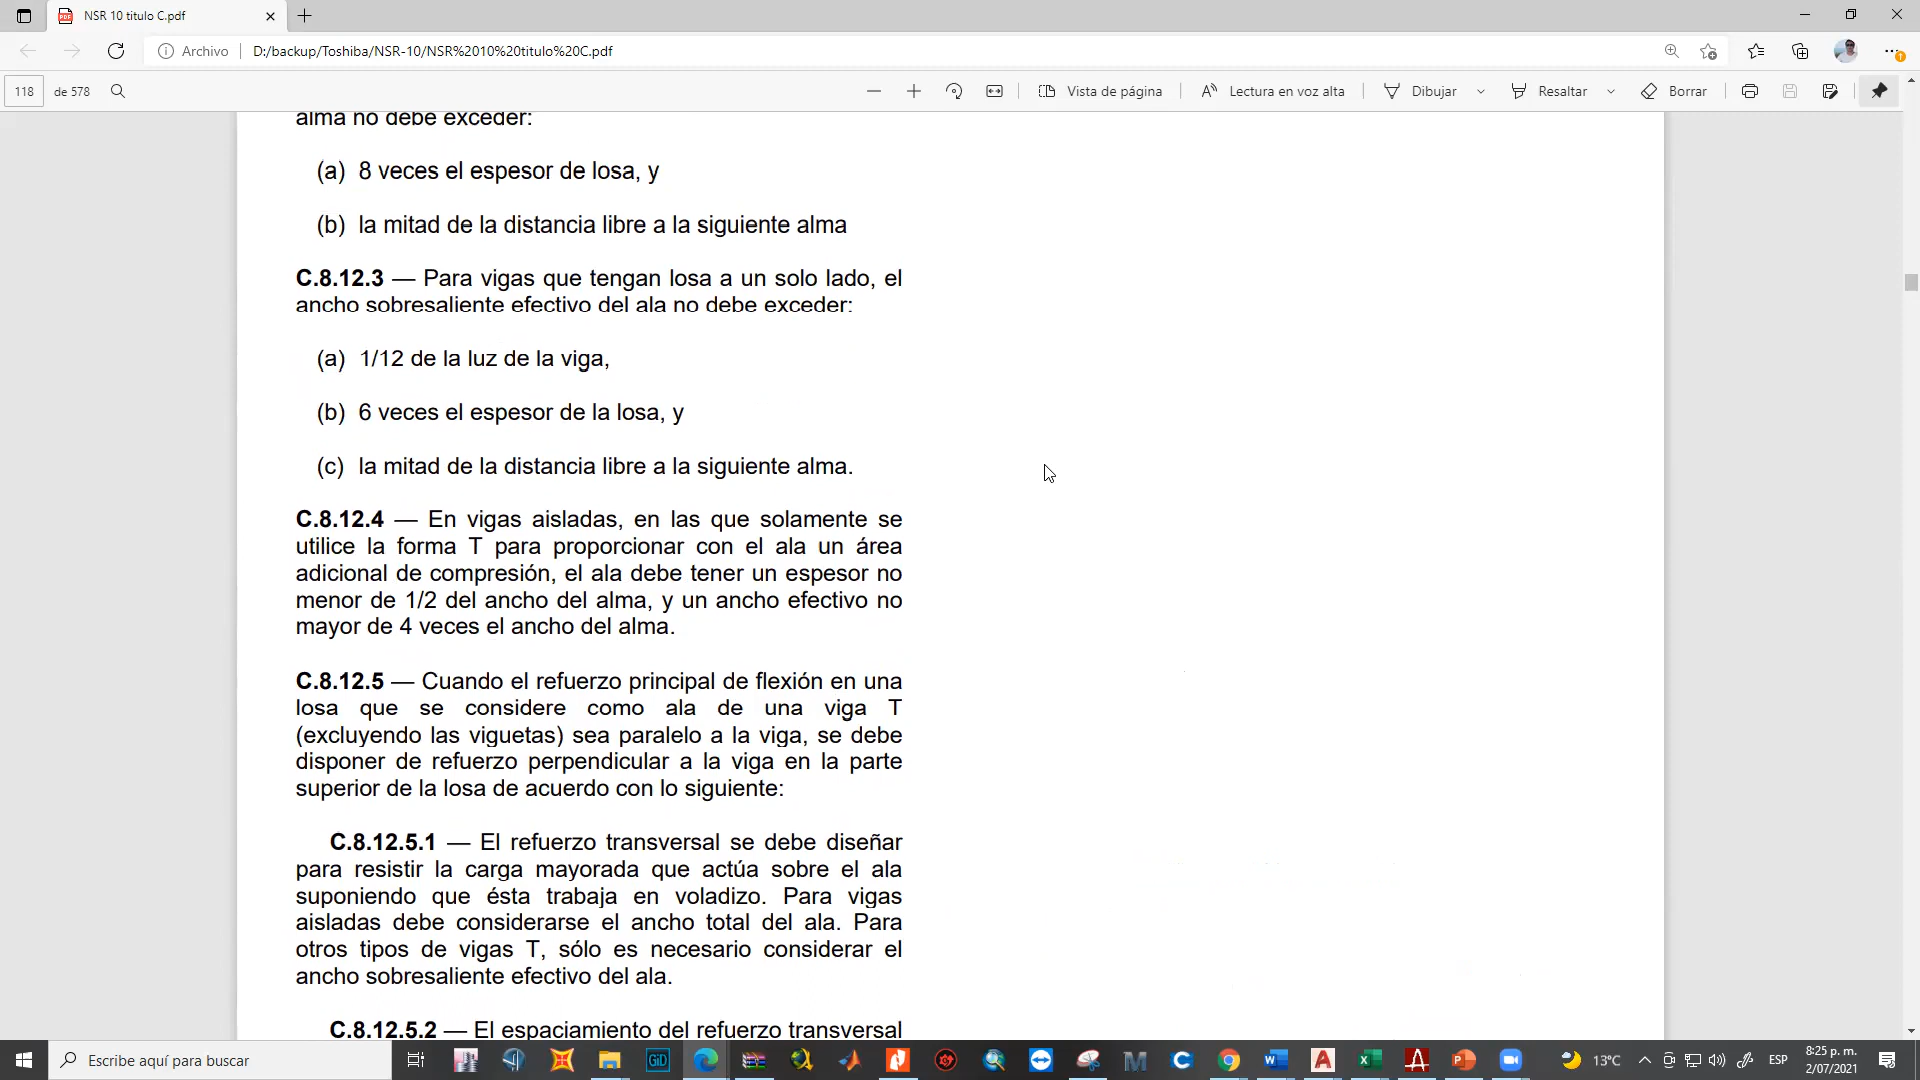 NSR 10 titulo C.pdf
Archivo
D:/backup/Toshiba/NSR-10/NSR%2010%20titulo%20C.pdf
118 de 578
Vista de página
Lectura en voz alta
Dibujar
Resaltar
Borrar
alma no debe exceder:
(a) 8 veces el espesor de losa, y
(b) la mitad de la distancia libre a la siguiente alma
C.8.12.3 — Para vigas que tengan losa a un solo lado, el
ancho sobresaliente efectivo del ala no debe exceder:
(a) 1/12 de la luz de la viga,
(b) 6 veces el espesor de la losa, y
(c) la mitad de la distancia libre a la siguiente alma.
C.8.12.4 — En vigas aisladas, en las que solamente se
utilice la forma T para proporcionar con el ala un área
adicional de compresión, el ala debe tener un espesor no
menor de 1/2 del ancho del alma, y un ancho efectivo no
mayor de 4 veces el ancho del alma.
C.8.12.5 — Cuando el refuerzo principal de flexión en una
losa que se considere como ala de una viga T
(excluyendo las viguetas) sea paralelo a la viga, se debe
disponer de refuerzo perpendicular a la viga en la parte
superior de la losa de acuerdo con lo siguiente:
C.8.12.5.1 — El refuerzo transversal se debe diseñar
para resistir la carga mayorada que actúa sobre el ala
suponiendo que ésta trabaja en voladizo. Para vigas
aisladas debe considerarse el ancho total del ala. Para
otros tipos de vigas T, sólo es necesario considerar el
ancho sobresaliente efectivo del ala.
C.8.12.5.2 — El espaciamiento del refuerzo transversal
Escribe aquí para buscar
GiD
13°C
ESP
8:25 p. m.
2/07/2021